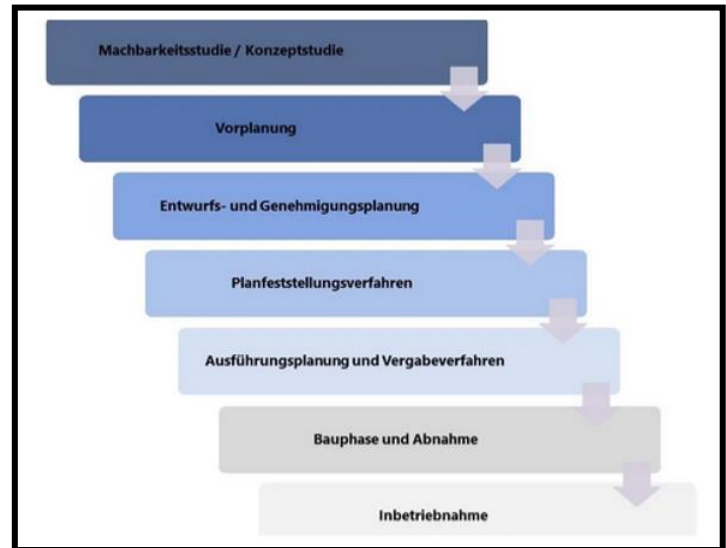 Machbarkeitsstudie / Konzeptstudie
Vorplanung
Entwurfs- und Genehmigungsplanung
Planfeststellungsverfahren
Ausführungsplanung und Vergabeverfahren
Bauphase und Abnahme
Inbetriebnahme